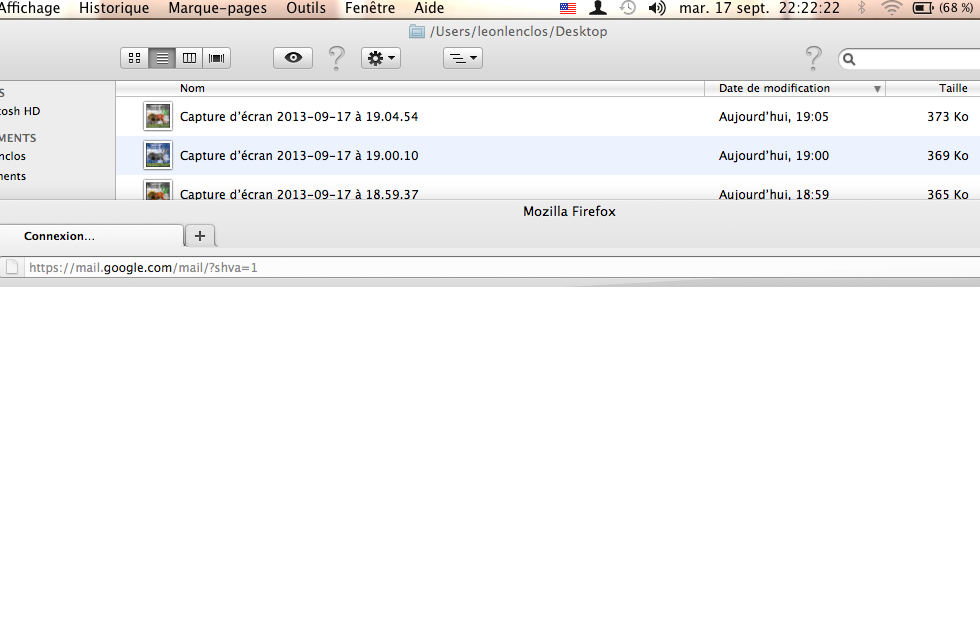 Affichage Historique Marque-pages Outils Fenêtre Aide mar. 17 sept. 22:22:22 (68 %)
/Users/leonlenclos/Desktop
Nom Date de modification Taille
S
tosh HD
MENTS
nclos
ments
Capture d'écran 2013-09-17 à 19.04.54 Aujourd'hui, 19:05 373 Ko
Capture d'écran 2013-09-17 à 19.00.10 Aujourd'hui, 19:00 369 Ko
Capture d'écran 2013-09-17 à 18.59.37 Aujourd'hui, 18:59 365 Ko
Mozilla Firefox
Connexion...
https://mail.google.com/mail/?shva=1